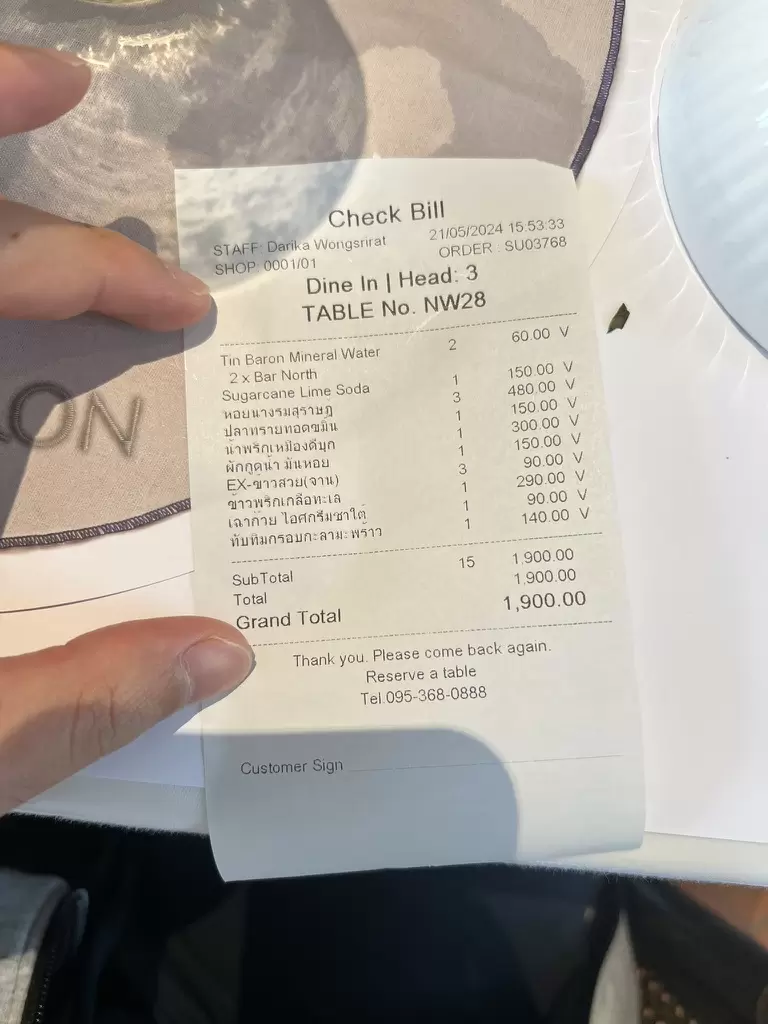 Check Bill
STAFF: Darika Wongsrirat 21/05/2024 15:53:33
SHOP: 0001/01 ORDER : SU03768
Dine In | Head: 3
TABLE No. NW28
Tin Baron Mineral Water 2 60.00 V
2 x Bar North
Sugarcane Lime Soda 1 150.00 V
หอยนางรมสุราษฎ 3 480.00 V
ปลาทรายทอดขมิ้น 1 150.00 V
น้ำพริกเหมืองดีบุก 1 300.00 V
ผักกูดน้ำมันหอย 1 150.00 V
EX-ข้าวสวย(จาน) 3 90.00 V
ข้าวพริกเกลือทะเล 1 290.00 V
เฉาก๊วย ไอศกรีมชาใต้ 1 90.00 V
ทับทิมกรอบกะลามะพร้าว 1 140.00 V
SubTotal 15 1,900.00
Total 1,900.00
Grand Total 1,900.00
Thank you. Please come back again.
Reserve a table
Tel.095-368-0888
Customer Sign
ON